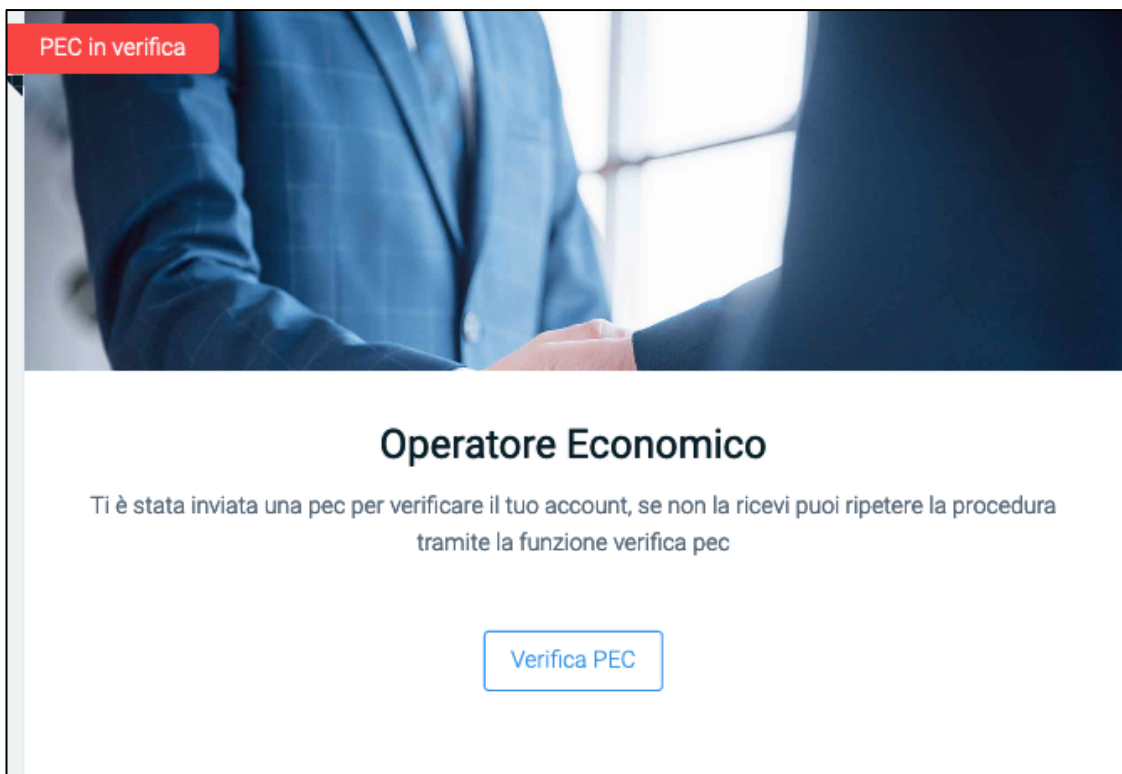 PEC in verifica
Operatore Economico
Ti è stata inviata una pec per verificare il tuo account, se non la ricevi puoi ripetere la procedura
tramite la funzione verifica pec
Verifica PEC